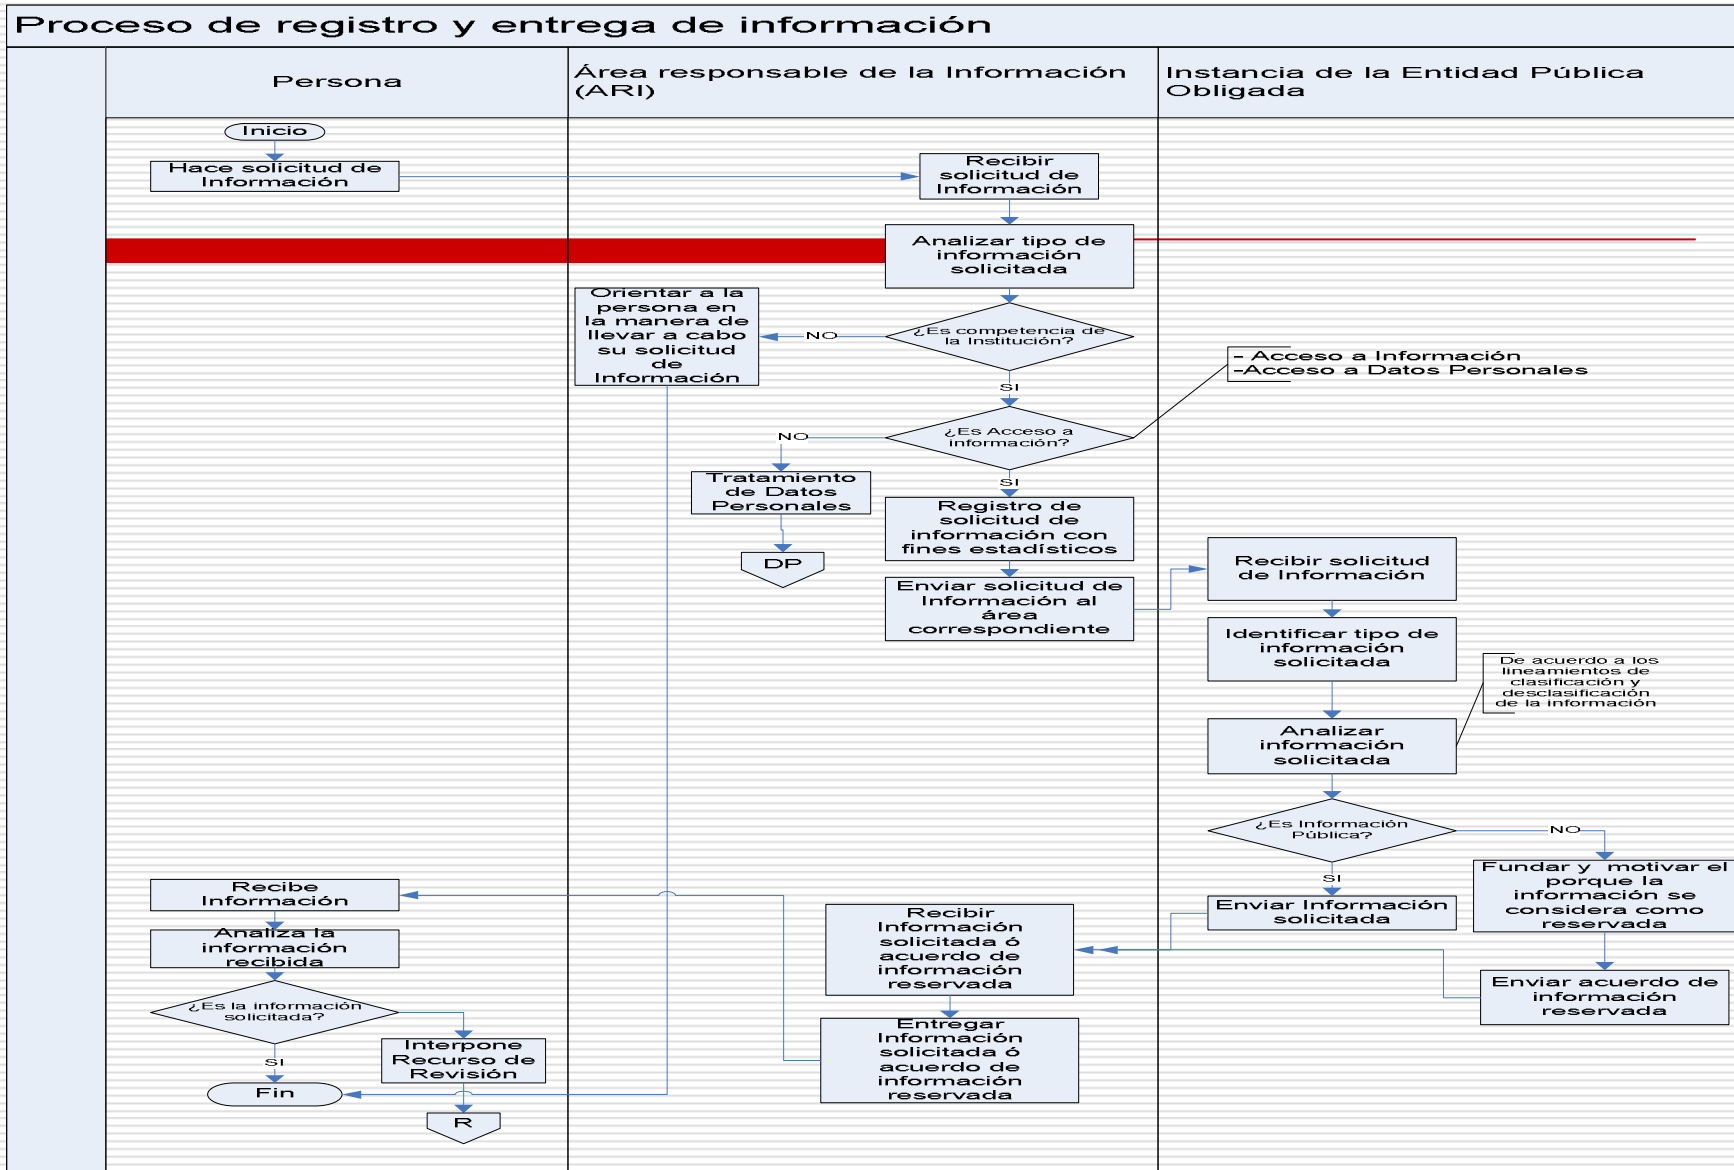 Proceso de registro y entrega de información
Persona
Área responsable de la Información
(ARI)
Instancia de la Entidad Pública
Obligada
Inicio
Hace solicitud de
Información
Recibir
solicitud de
Información
Analizar tipo de
información
solicitada
Orientar a la
persona en
la manera de
llevar a cabo
su solicitud
de
Información
NO
¿Es competencia de
la Institución?
- Acceso a Información
-Acceso a Datos Personales
SI
NO
¿Es Acceso a
información?
Tratamiento
de Datos
Personales
SI
Registro de
solicitud de
información con
fines estadísticos
DP
Enviar solicitud de
Información al
área
correspondiente
Recibir solicitud
de Información
Identificar tipo de
información
solicitada
De acuerdo a los
lineamientos de
clasificación y
desclasificación
de la información
Analizar
información
solicitada
¿Es Información
Pública?
NO
SI
Fundar y motivar el
porque la
información se
considera como
reservada
Enviar Información
solicitada
Enviar acuerdo de
información
reservada
Recibir
Información
solicitada ó
acuerdo de
información
reservada
Entregar
Información
solicitada ó
acuerdo de
información
reservada
Recibe
Información
Analiza la
información
recibida
¿Es la información
solicitada?
SI
Interpone
Recurso de
Revisión
Fin
R